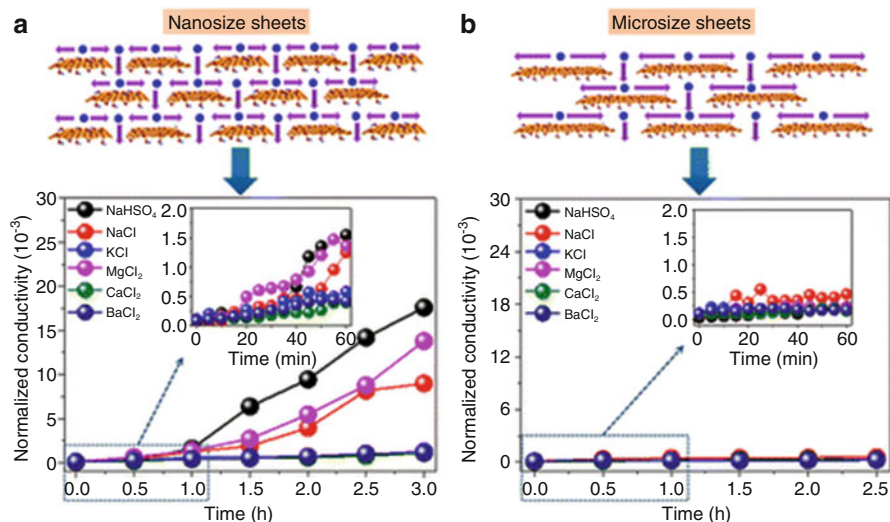 a
Nanosize sheets
Normalized conductivity (10⁻³)
30
25
20
15
10
5
0
NaHSO₄
NaCl
KCl
MgCl₂
CaCl₂
BaCl₂
2.0
1.5
1.0
0.5
0.0
0 20 40 60
Time (min)
0.0 0.5 1.0 1.5 2.0 2.5 3.0
Time (h)
b
Microsize sheets
Normalized conductivity (10⁻³)
30
24
18
12
6
0
NaHSO₄
NaCl
KCl
MgCl₂
CaCl₂
BaCl₂
2.0
1.5
1.0
0.5
0.0
0 20 40 60
Time (min)
0.0 0.5 1.0 1.5 2.0 2.5
Time (h)